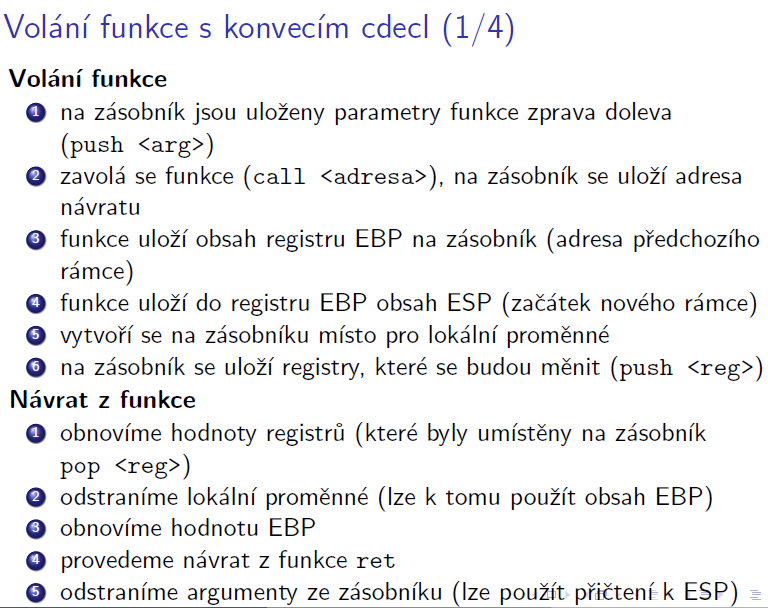 Volání funkce s konvecím cdecl (1/4)
Volání funkce
1 na zásobník jsou uloženy parametry funkce zprava doleva
(push <arg>)
2 zavolá se funkce (call <adresa>), na zásobník se uloží adresa
návratu
3 funkce uloží obsah registru EBP na zásobník (adresa předchozího
rámce)
4 funkce uloží do registru EBP obsah ESP (začátek nového rámce)
5 vytvoří se na zásobníku místo pro lokální proměnné
6 na zásobník se uloží registry, které se budou měnit (push <reg>)
Návrat z funkce
1 obnovíme hodnoty registrů (které byly umístěny na zásobník
pop <reg>)
2 odstraníme lokální proměnné (lze k tomu použít obsah EBP)
3 obnovíme hodnotu EBP
4 provedeme návrat z funkce ret
5 odstraníme argumenty ze zásobníku (lze použít přičtení k ESP)